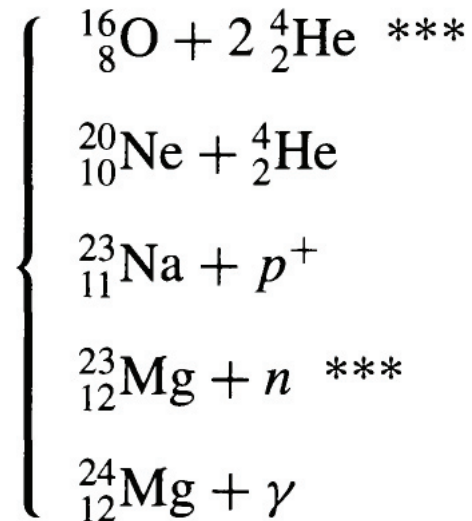 ¹⁶₈O + 2 ⁴₂He ***
²⁰₁₀Ne + ⁴₂He
²³₁₁Na + p⁺
²³₁₂Mg + n ***
²⁴₁₂Mg + γ